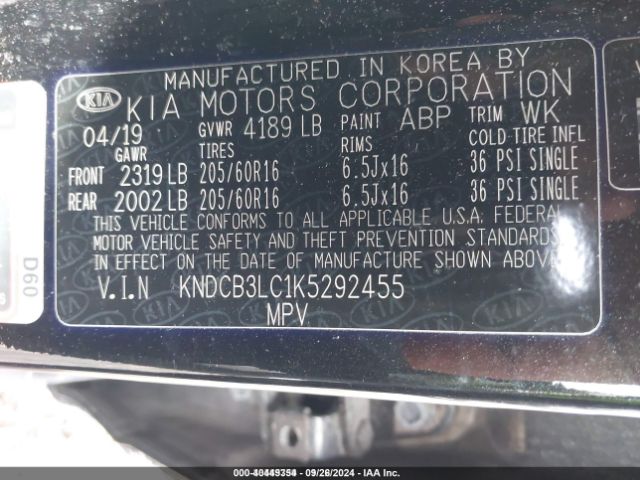 MANUFACTURED IN KOREA BY
KIA KIA MOTORS CORPORATION
04/19 GVWR 4189 LB PAINT ABP TRIM WK
GAWR TIRES RIMS COLD TIRE INFL
FRONT 2319 LB 205/60R16 6.5Jx16 36 PSI SINGLE
REAR 2002 LB 205/60R16 6.5Jx16 36 PSI SINGLE
THIS VEHICLE CONFORMS TO ALL APPLICABLE U.S.A. FEDERAL
MOTOR VEHICLE SAFETY AND THEFT PREVENTION STANDARDS
IN EFFECT ON THE DATE OF MANUFACTURE SHOWN ABOVE.
V.I.N KNDCB3LC1K5292455
MPV
D60
09/26/2024 - IAA, Inc.